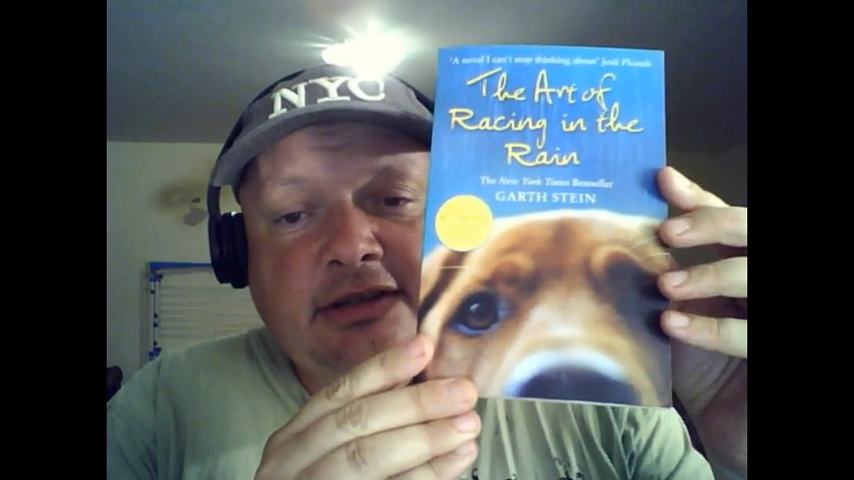 NYC
'A novel I can't stop thinking about' Jodi Picoult
The Art of
Racing in the
Rain
The New York Times Bestseller
GARTH STEIN